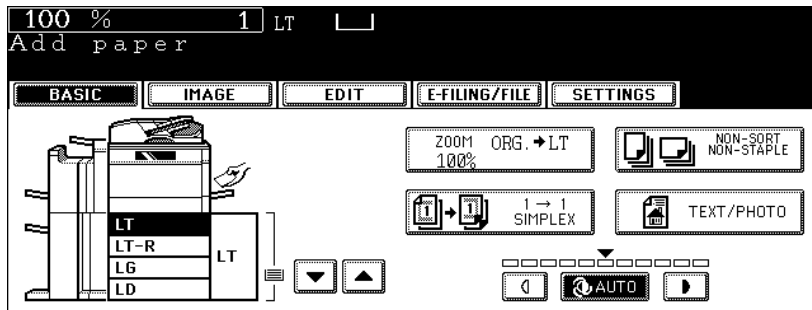 100 % 1 LT
Add paper
BASIC IMAGE EDIT E-FILING/FILE SETTINGS
ZOOM ORG.➔LT
100%
NON-SORT
NON-STAPLE
1 → 1
SIMPLEX
TEXT/PHOTO
LT
LT-R
LG
LD
LT
AUTO